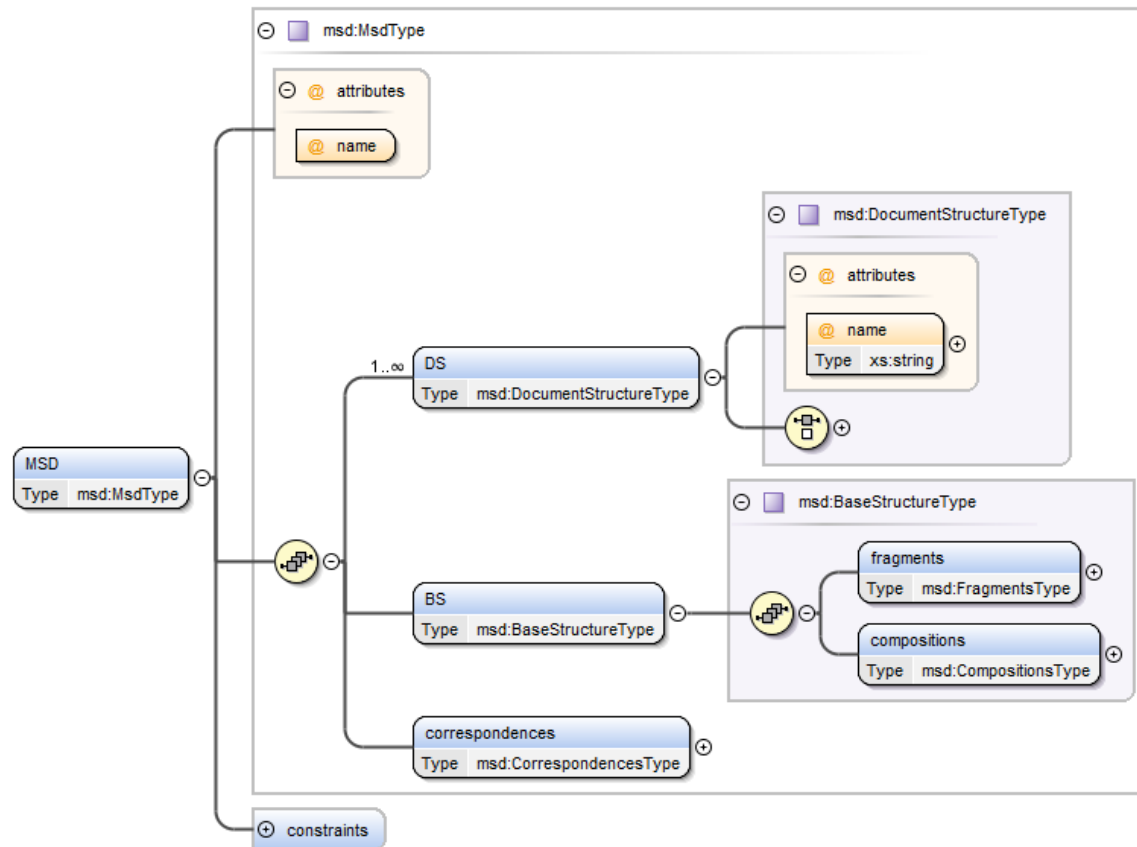 msd:MsdType
@ attributes
@ name
msd:DocumentStructureType
@ attributes
@ name
Type xs:string
1..∞
DS
Type msd:DocumentStructureType
MSD
Type msd:MsdType
msd:BaseStructureType
fragments
Type msd:FragmentsType
BS
Type msd:BaseStructureType
compositions
Type msd:CompositionsType
correspondences
Type msd:CorrespondencesType
constraints